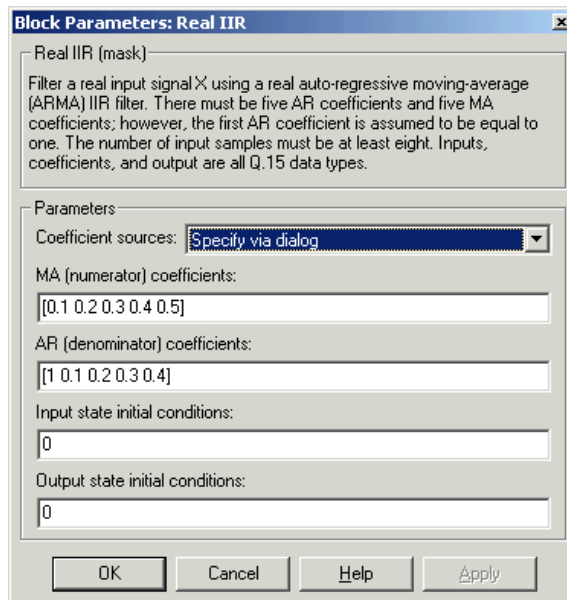 Block Parameters: Real IIR
Real IIR (mask)
Filter a real input signal X using a real auto-regressive moving-average
(ARMA) IIR filter. There must be five AR coefficients and five MA
coefficients; however, the first AR coefficient is assumed to be equal to
one. The number of input samples must be at least eight. Inputs,
coefficients, and output are all Q.15 data types.
Parameters
Coefficient sources: Specify via dialog
MA (numerator) coefficients:
[0.1 0.2 0.3 0.4 0.5]
AR (denominator) coefficients:
[1 0.1 0.2 0.3 0.4]
Input state initial conditions:
0
Output state initial conditions:
0
OK Cancel Help Apply